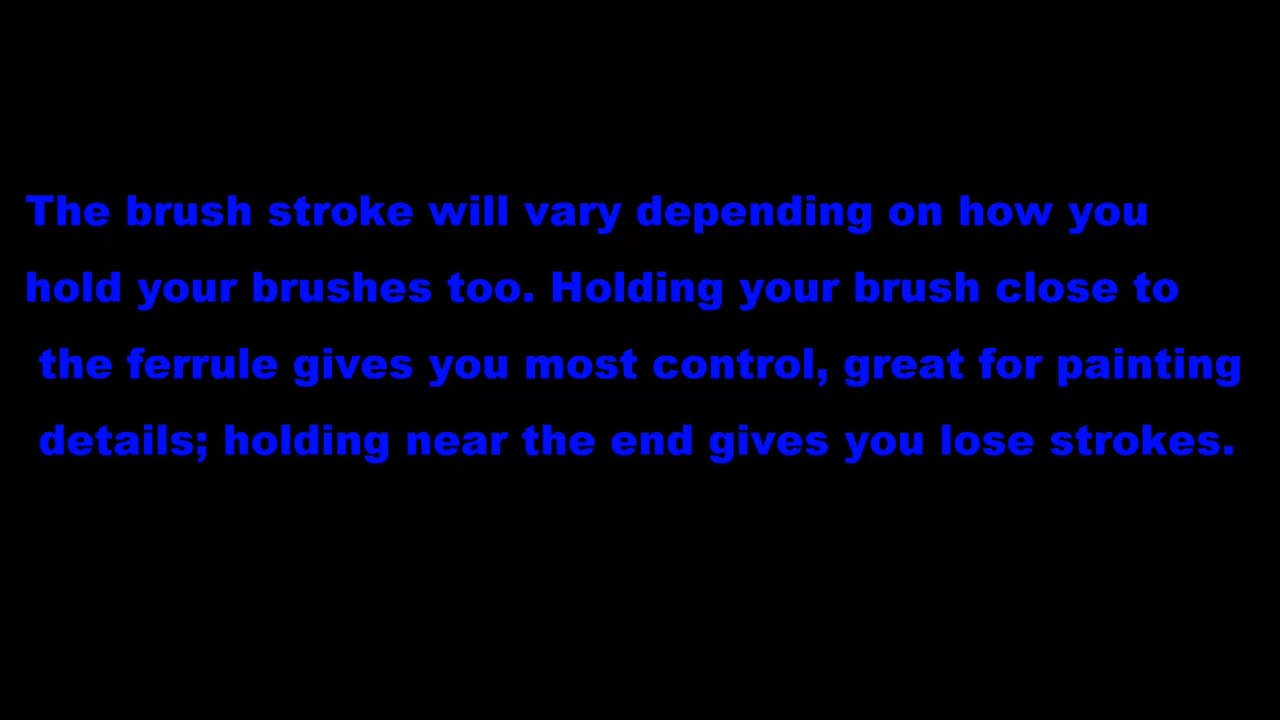 The brush stroke will vary depending on how you
hold your brushes too. Holding your brush close to
the ferrule gives you most control, great for painting
details; holding near the end gives you lose strokes.